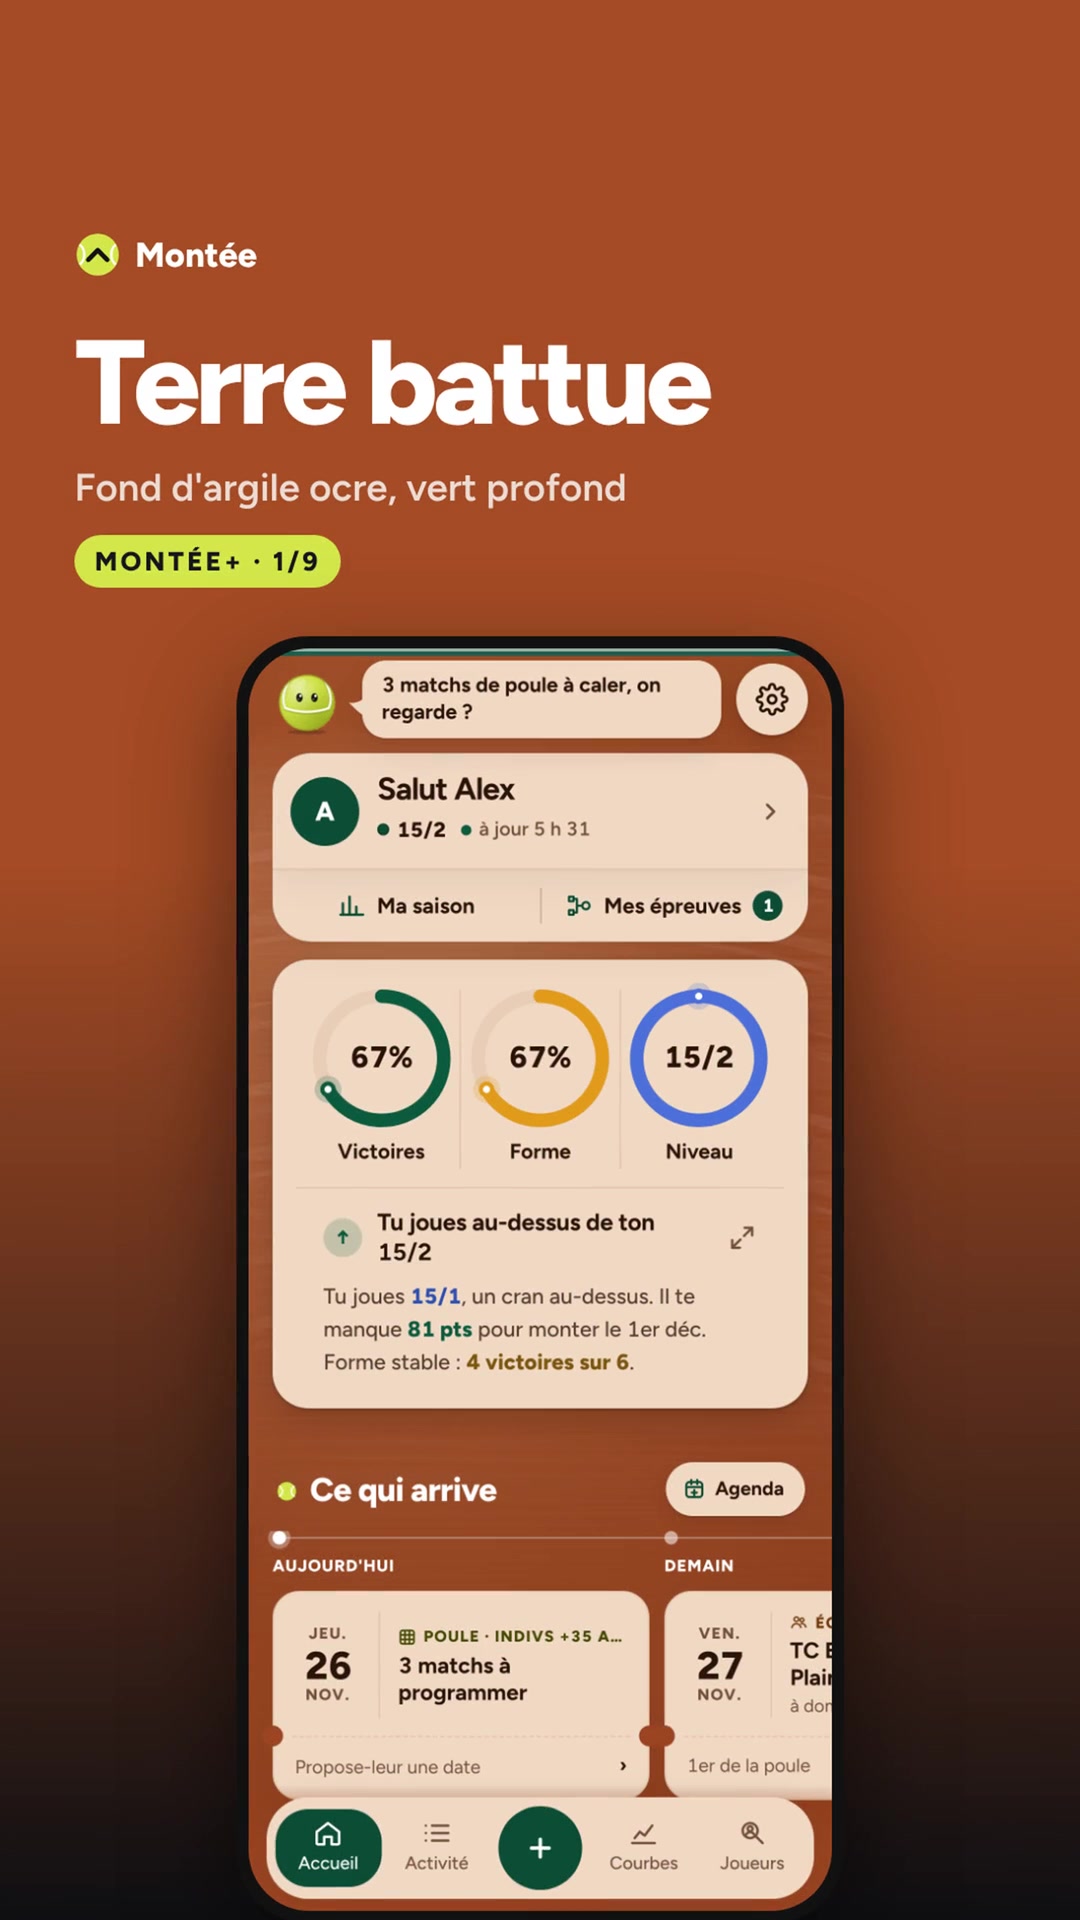 Montée
Terre battue
Fond d'argile ocre, vert profond
MONTÉE+ · 1/9
3 matchs de poule à caler, on
regarde ?
A
Salut Alex
15/2 à jour 5 h 31
Ma saison
Mes épreuves 1
67% 67% 15/2
Victoires Forme Niveau
Tu joues au-dessus de ton
15/2
Tu joues 15/1, un cran au-dessus. Il te
manque 81 pts pour monter le 1er déc.
Forme stable : 4 victoires sur 6.
Ce qui arrive
Agenda
AUJOURD'HUI
JEU.
26
NOV.
POULE · INDIVS +35 A...
3 matchs à
programmer
Propose-leur une date
DEMAIN
VEN.
27
NOV.
TC
1er de la poule
Accueil Activité + Courbes Joueurs